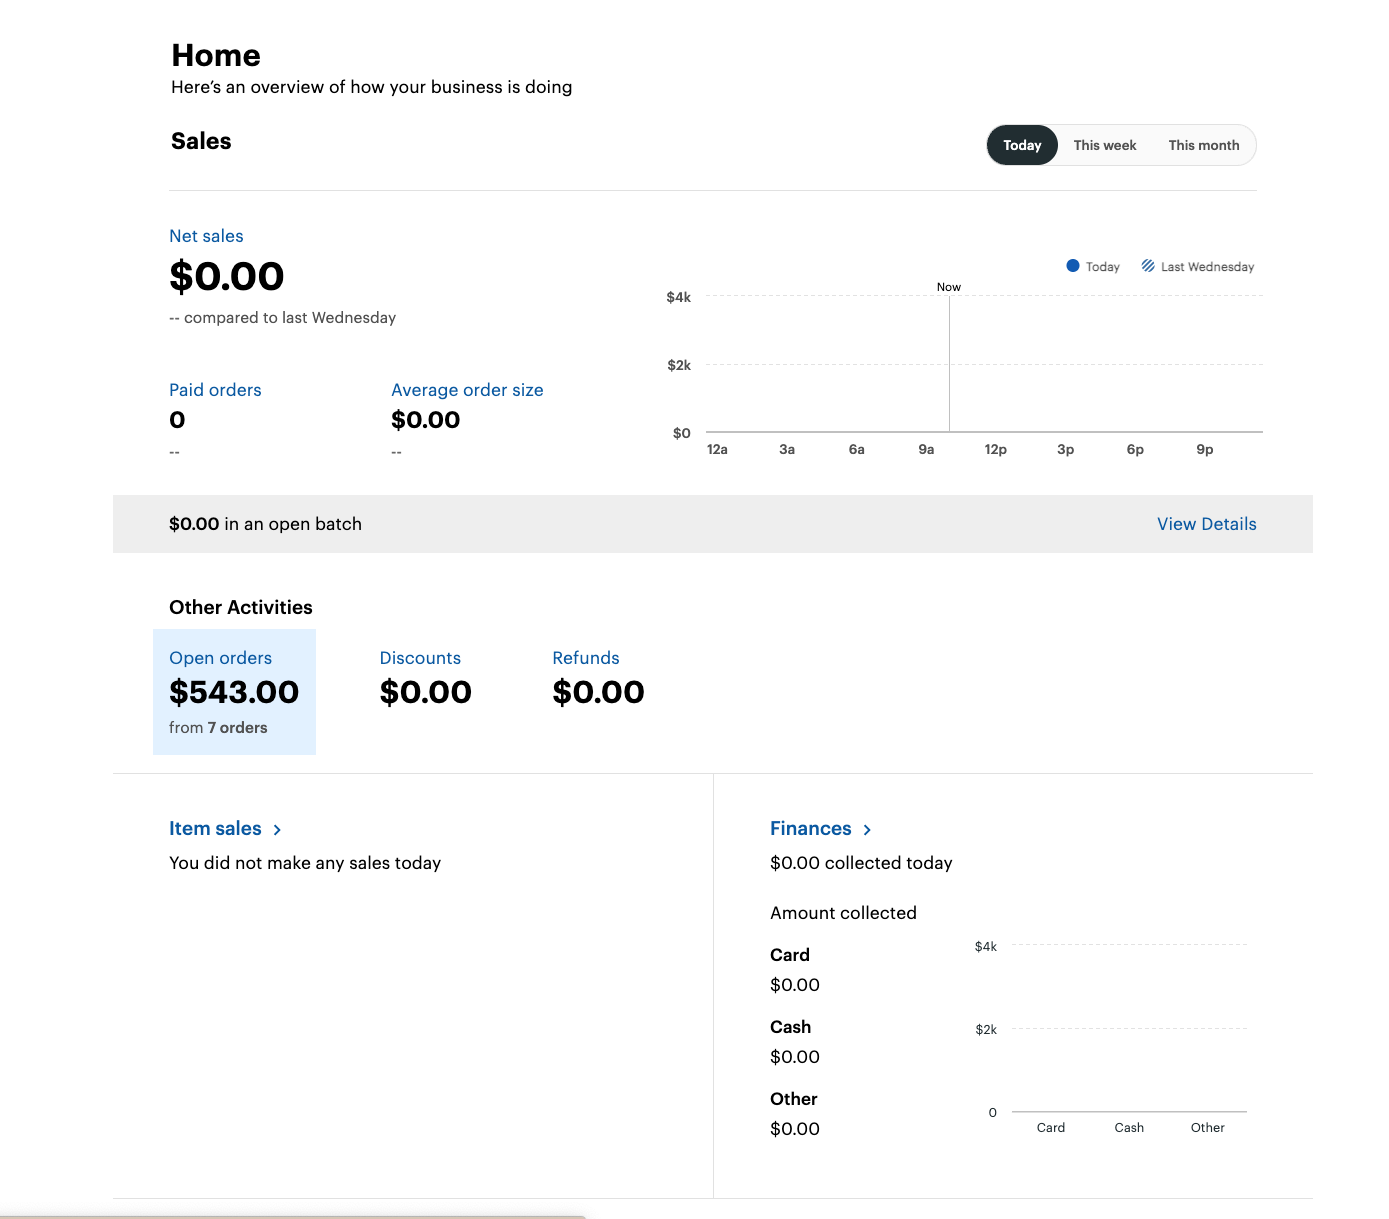 Home
Here's an overview of how your business is doing
Sales
Today
This week
This month
Net sales
$0.00
-- compared to last Wednesday
Paid orders
0
--
Average order size
$0.00
--
Today
Last Wednesday
Now
$4k
$2k
$0
12a
3a
6a
9a
12p
3p
6p
9p
$0.00 in an open batch
View Details
Other Activities
Open orders
$543.00
from 7 orders
Discounts
$0.00
Refunds
$0.00
Item sales >
You did not make any sales today
Finances >
$0.00 collected today
Amount collected
Card
$0.00
Cash
$0.00
Other
$0.00
$4k
$2k
0
Card
Cash
Other